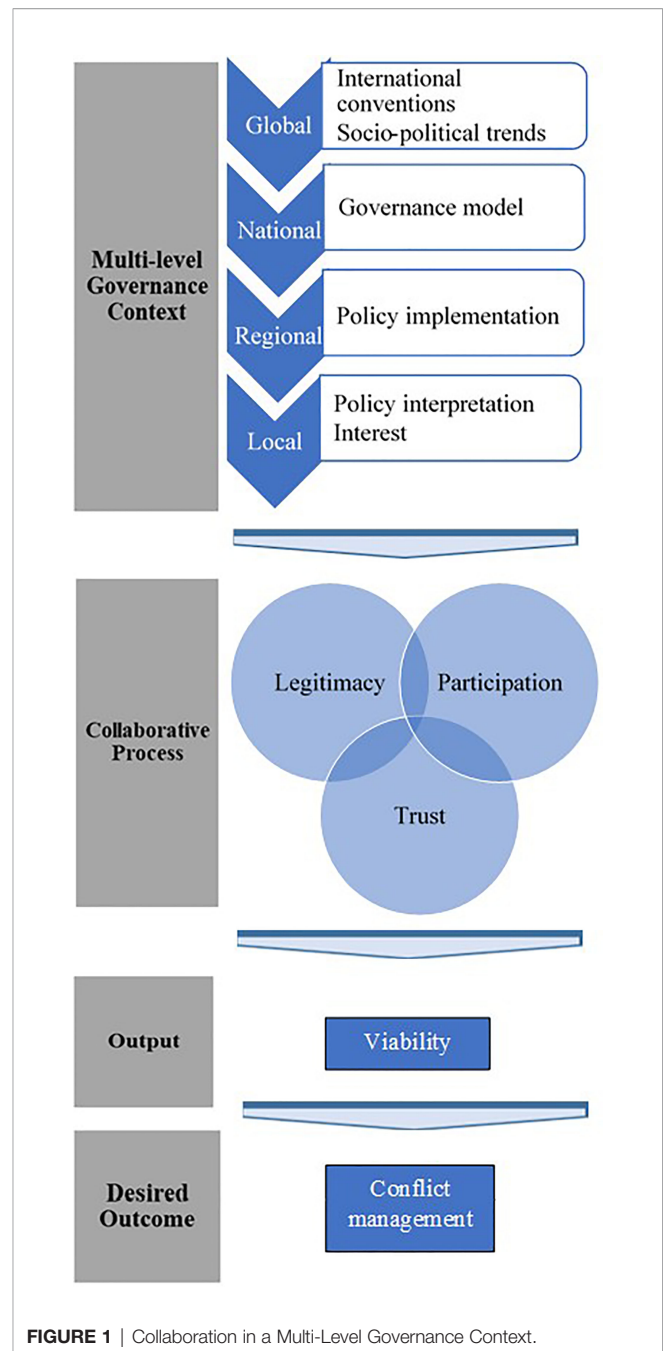 Multi-level
Governance
Context
Global
International
conventions
Socio-political trends
National
Governance model
Regional
Policy implementation
Local
Policy interpretation
Interest
Collaborative
Process
Legitimacy
Participation
Trust
Output
Viability
Desired
Outcome
Conflict
management
FIGURE 1 | Collaboration in a Multi-Level Governance Context.